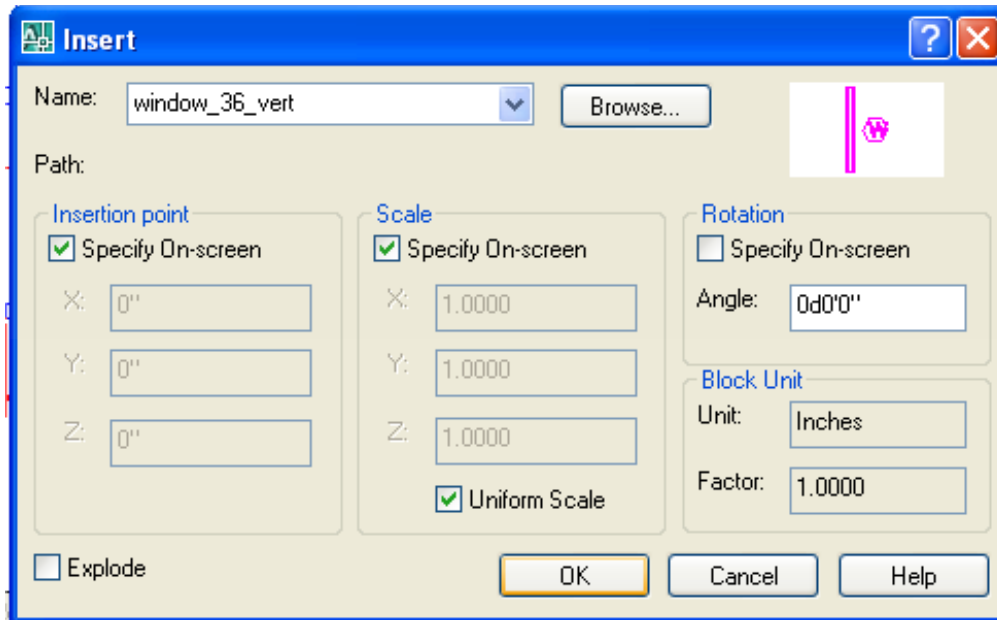 Insert
Name: window_36_vert Browse... W
Path:
Insertion point Scale Rotation
Specify On-screen Specify On-screen Specify On-screen
X: 0" X: 1.0000 Angle: 0d0'0"
Y: 0" Y: 1.0000 Block Unit
Z: 0" Z: 1.0000 Unit: Inches
Uniform Scale Factor: 1.0000
Explode OK Cancel Help